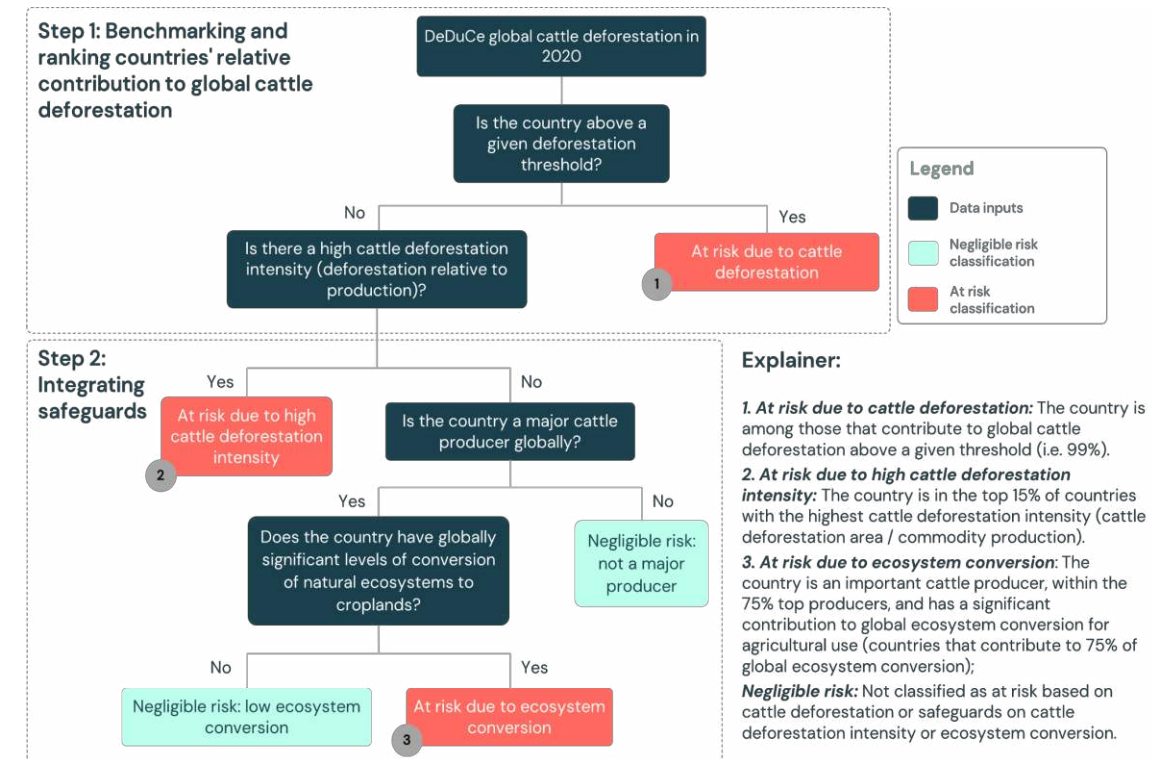 Step 1: Benchmarking and
ranking countries' relative
contribution to global cattle
deforestation
DeDuCe global cattle deforestation in
2020
Is the country above a
given deforestation
threshold?
No
Yes
Is there a high cattle deforestation
intensity (deforestation relative to
production)?
At risk due to cattle
deforestation
1
Legend
Data inputs
Negligible risk
classification
At risk
classification
Step 2:
Integrating
safeguards
Yes
No
At risk due to high
cattle deforestation
intensity
2
Is the country a major cattle
producer globally?
Yes
No
Does the country have globally
significant levels of conversion
of natural ecosystems to
croplands?
Negligible risk:
not a major
producer
No
Yes
Negligible risk: low ecosystem
conversion
At risk due to ecosystem
conversion
3
Explainer:
1. At risk due to cattle deforestation: The country is
among those that contribute to global cattle
deforestation above a given threshold (i.e. 99%).
2. At risk due to high cattle deforestation
intensity: The country is in the top 15% of countries
with the highest cattle deforestation intensity (cattle
deforestation area / commodity production).
3. At risk due to ecosystem conversion: The
country is an important cattle producer, within the
75% top producers, and has a significant
contribution to global ecosystem conversion for
agricultural use (countries that contribute to 75% of
global ecosystem conversion);
Negligible risk: Not classified as at risk based on
cattle deforestation or safeguards on cattle
deforestation intensity or ecosystem conversion.